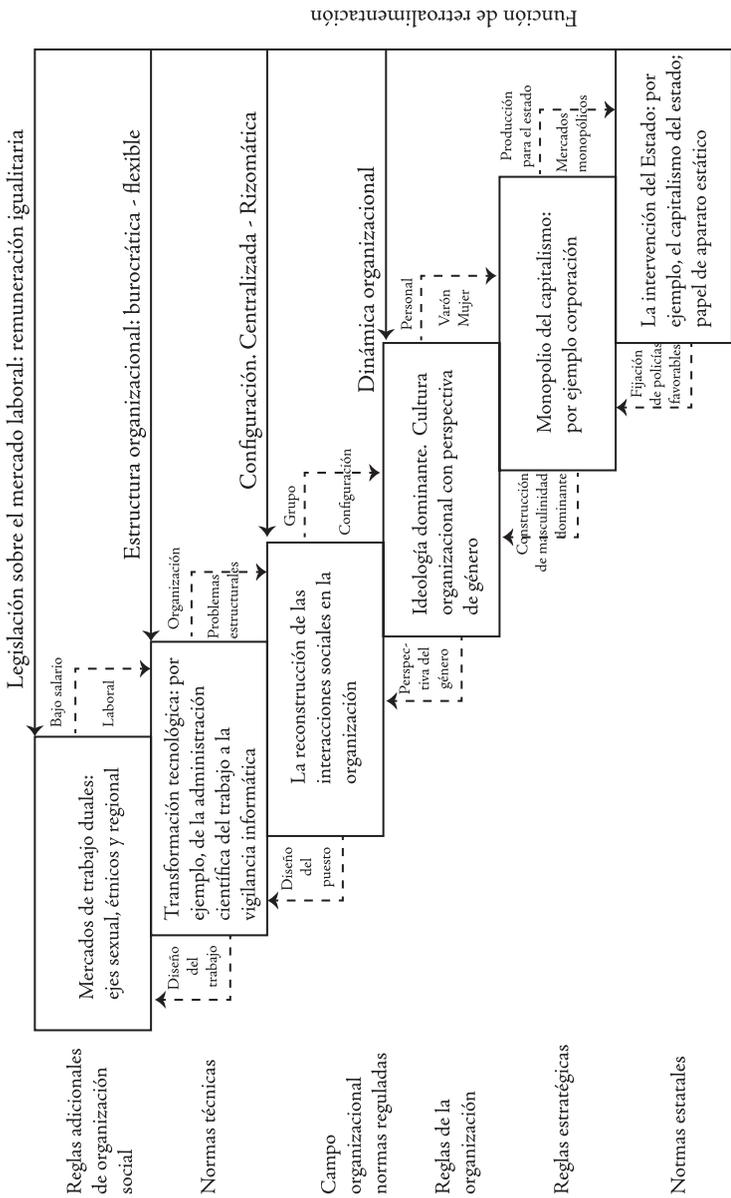 Función de retroalimentación
Legislación sobre el mercado laboral: remuneración igualitaria
Reglas adicionales
de organización
social
Mercados de trabajo duales:
ejes sexual, étnicos y regional
Bajo salario
Laboral
Estructura organizacional: burocrática - flexible
Normas técnicas
Diseño
del
trabajo
Transformación tecnológica: por
ejemplo, de la administración
científica del trabajo a la
vigilancia informática
Organización
Problemas
estructurales
Configuración. Centralizada - Rizomática
Campo
organizacional
normas reguladas
Diseño
del
puesto
La reconstrucción de las
interacciones sociales en la
organización
Grupo
Configuración
Dinámica organizacional
Reglas de la
organización
Perspec-
tiva del
género
Ideología dominante. Cultura
organizacional con perspectiva
de género
Personal
Varón
Mujer
Reglas estratégicas
Construcción
de masculinidad
dominante
Monopolio del capitalismo:
por ejemplo corporación
Producción
para el estado
Mercados
monopólicos
Notmas estatales
Fijación
de policías
favorables
La intervención del Estado: por
ejemplo, el capitalismo del estado;
papel de aparato estático